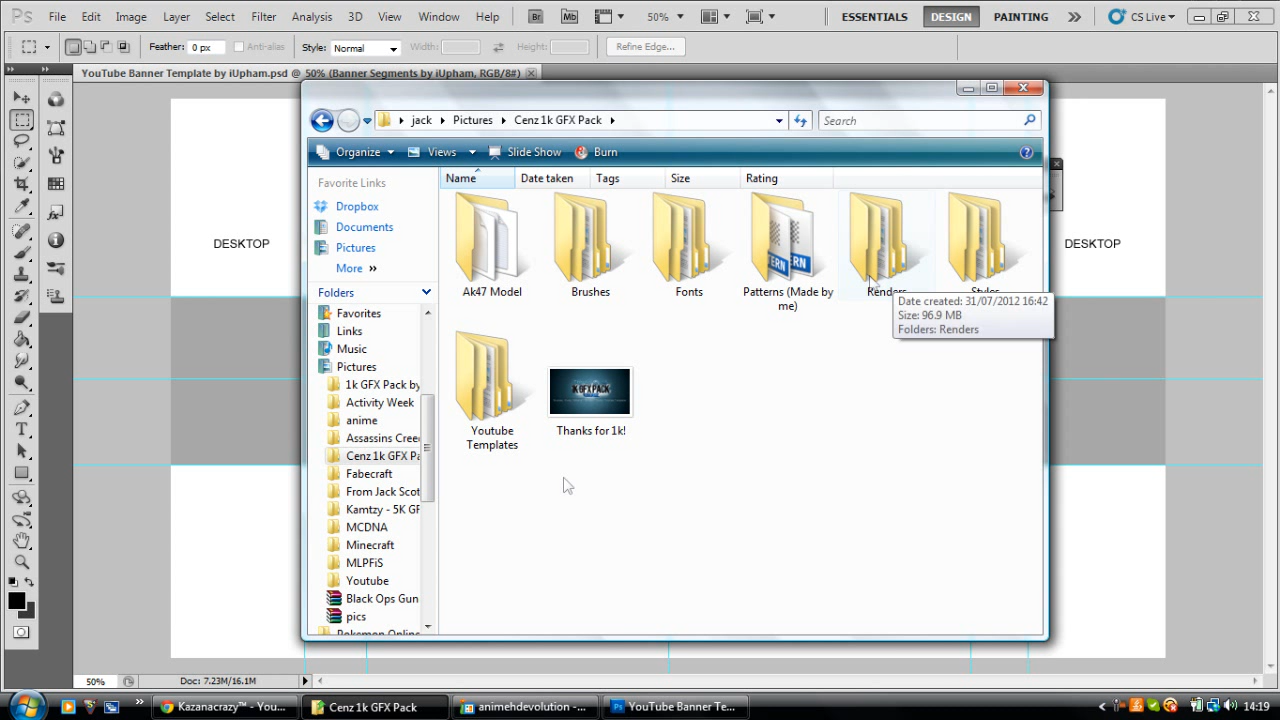 Ps File Edit Image Layer Select Filter Analysis 3D View Window Help Br Mb 50% ESSENTIALS DESIGN PAINTING CS Live
Feather: 0 px Anti-alias Style: Normal Width: Height: Refine Edge...
YouTube Banner Template by iUpham.psd @ 50% (Banner Segments by iUpham, RGB/8#)
jack Pictures Cenz 1k GFX Pack Search
Organize Views Slide Show Burn
Favorite Links
Dropbox
Documents
Pictures
More »
Folders
Favorites
Links
Music
Pictures
1k GFX Pack by
Activity Week
anime
Assassins Cree
Cenz 1k GFX Pa
Fabecraft
From Jack Scot
Kamtzy - 5K GF
MCDNA
Minecraft
MLPFiS
Youtube
Black Ops Gun
pics
Pokemon Online
Name Date taken Tags Size Rating
Ak47 Model
Brushes
Fonts
Patterns (Made by me)
Renders
Styles
Date created: 31/07/2012 16:42
Size: 96.9 MB
Folders: Renders
Youtube Templates
Thanks for 1k!
DESKTOP
DESKTOP
50% Doc: 7.23M/16.1M
Kazanacrazy™ - You... Cenz 1k GFX Pack animehdevolution -... YouTube Banner Te... 14:19